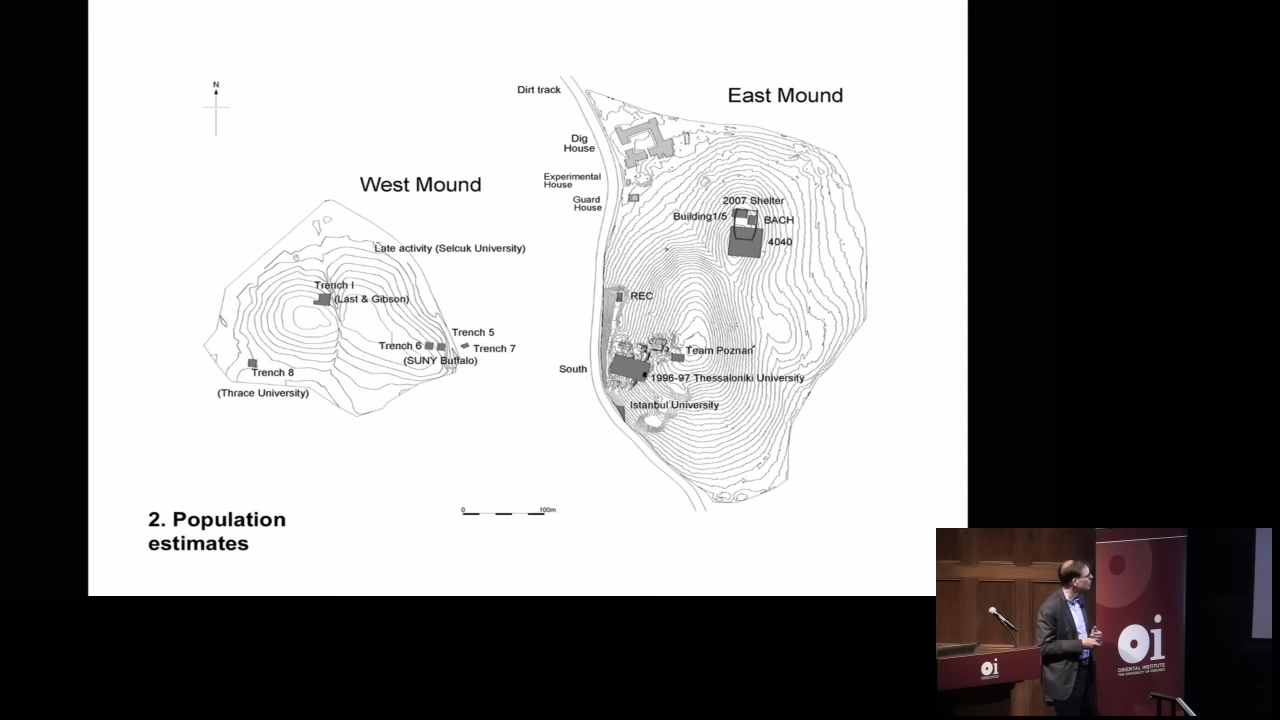 N
Dirt track
East Mound
Dig
House
West Mound
Experimental
House
Guard
House
2007 Shelter
Building1/5
BACH
4040
Late activity (Selcuk University)
Trench I
(Last & Gibson)
REC
Trench 5
Trench 6
Trench 7
(SUNY Buffalo)
Team Poznan'
South
Trench 8
1996-97 Thessaloniki University
(Thrace University)
Istanbul University
0
100m
2. Population
estimates
oi
oi
ORIENTAL INSTITUTE
THE UNIVERSITY OF CHICAGO